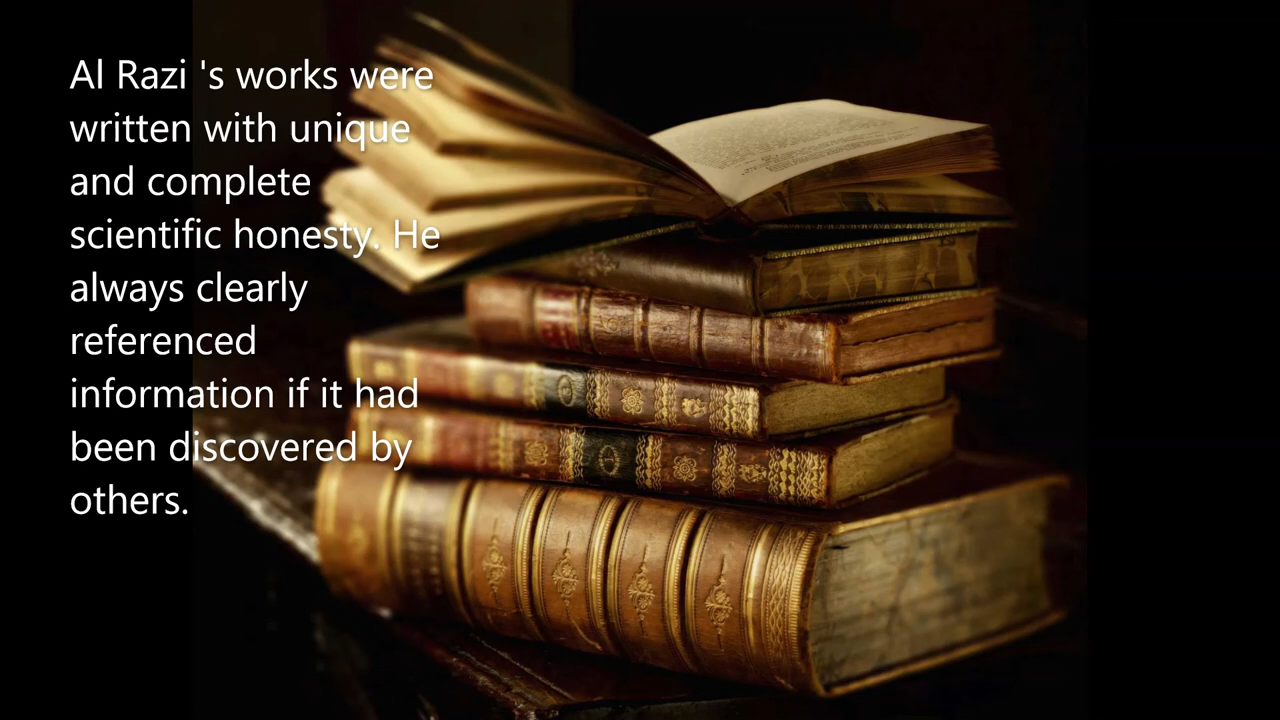 Al Razi 's works were
written with unique
and complete
scientific honesty. He
always clearly
referenced
information if it had
been discovered by
others.